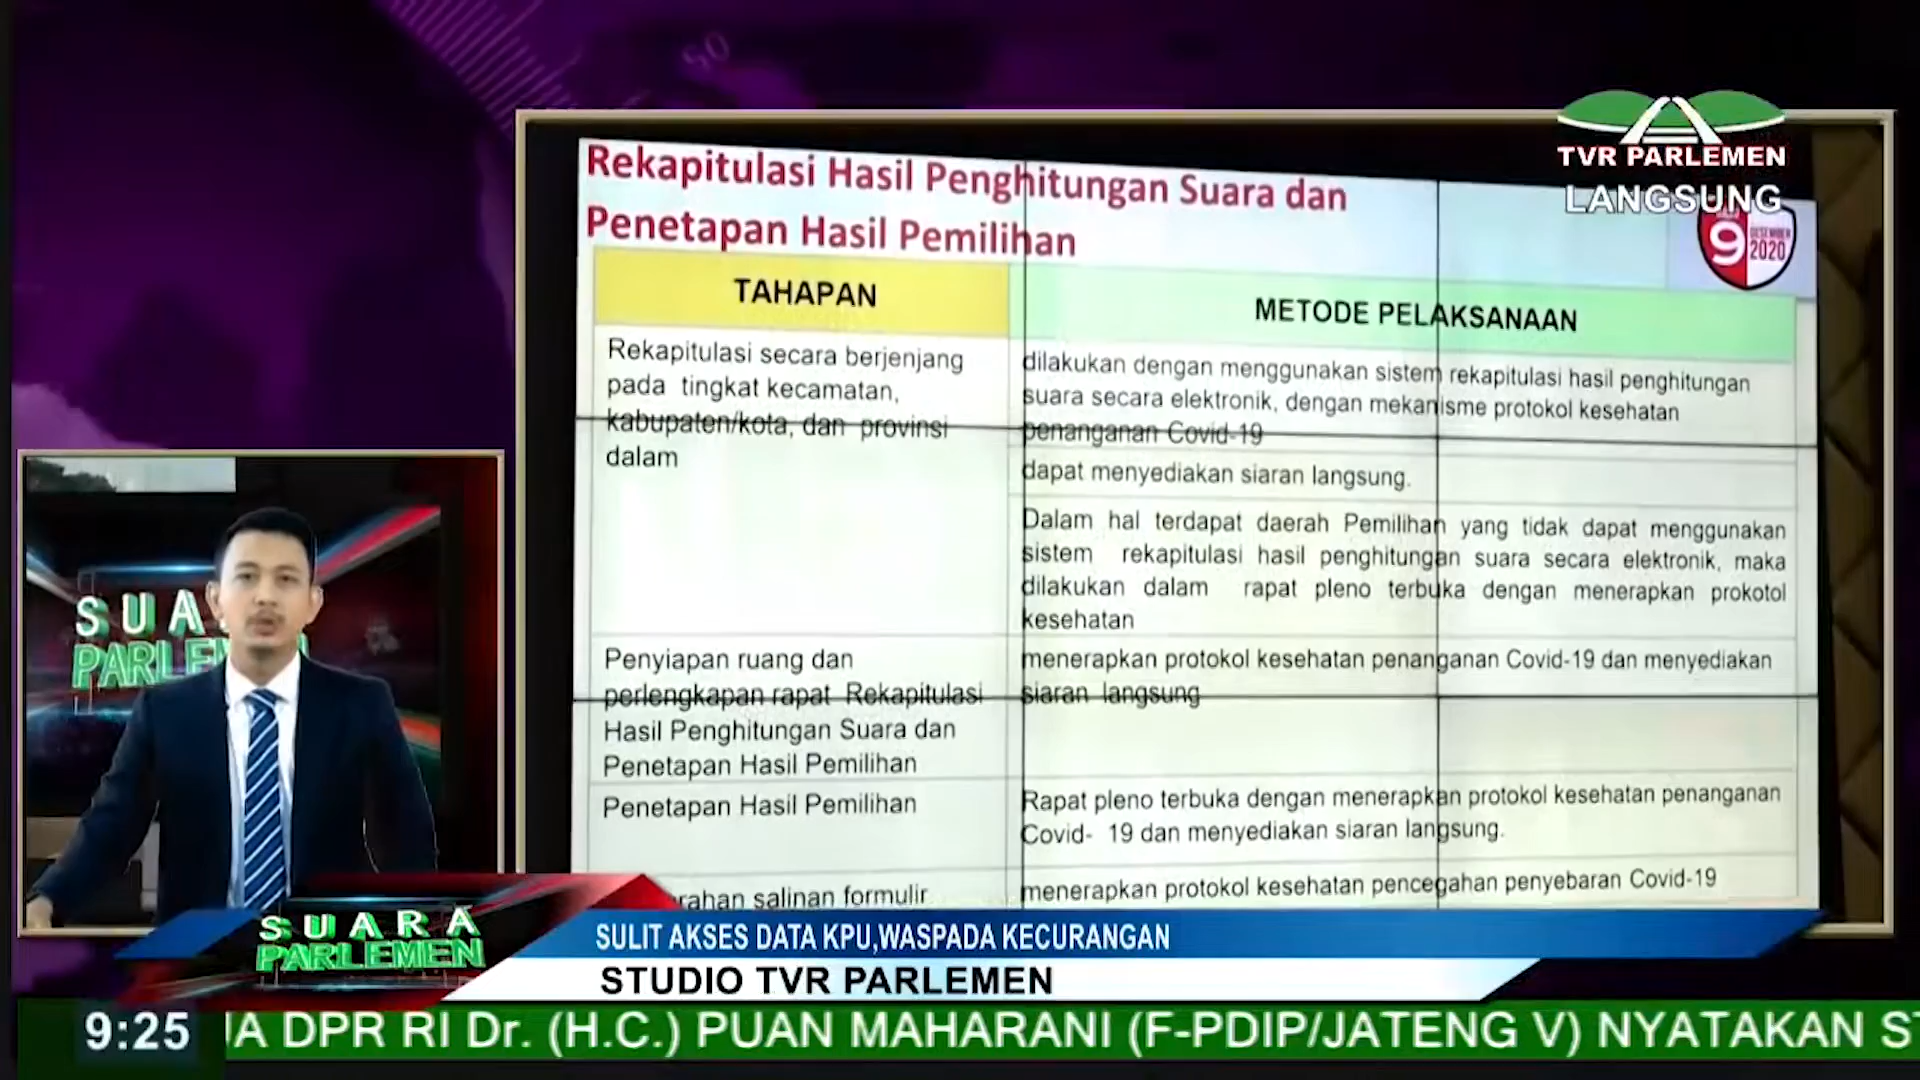 TVR PARLEMEN
LANGSUNG
Rekapitulasi Hasil Penghitungan Suara dan
Penetapan Hasil Pemilihan
9 DESEMBER
2020
TAHAPAN
METODE PELAKSANAAN
Rekapitulasi secara berjenjang
pada tingkat kecamatan,
kabupaten/kota, dan provinsi
dalam
dilakukan dengan menggunakan sistem rekapitulasi hasil penghitungan
suara secara elektronik, dengan mekanisme protokol kesehatan
penanganan Covid-19
dapat menyediakan siaran langsung.
Dalam hal terdapat daerah Pemilihan yang tidak dapat menggunakan
sistem rekapitulasi hasil penghitungan suara secara elektronik, maka
dilakukan dalam rapat pleno terbuka dengan menerapkan prokotol
kesehatan
Penyiapan ruang dan
perlengkapan rapat Rekapitulasi
Hasil Penghitungan Suara dan
Penetapan Hasil Pemilihan
menerapkan protokol kesehatan penanganan Covid-19 dan menyediakan
siaran langsung
Penetapan Hasil Pemilihan
Rapat pleno terbuka dengan menerapkan protokol kesehatan penanganan
Covid- 19 dan menyediakan siaran langsung.
rahan salinan formulir
menerapkan protokol kesehatan pencegahan penyebaran Covid-19
SUA
PARLE
SUARA
PARLEMEN
SULIT AKSES DATA KPU,WASPADA KECURANGAN
STUDIO TVR PARLEMEN
9:25
JA DPR RI Dr. (H.C.) PUAN MAHARANI (F-PDIP/JATENG V) NYATAKAN S